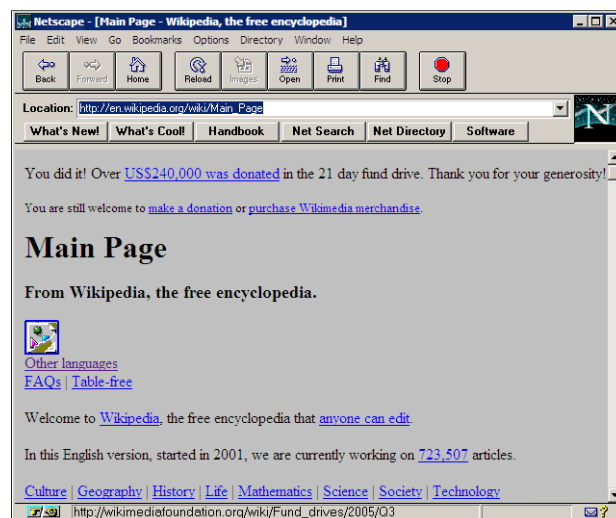 Netscape - [Main Page - Wikipedia, the free encyclopedia]
File Edit View Go Bookmarks Options Directory Window Help
Back Forward Home Reload Images Open Print Find Stop
Location: http://en.wikipedia.org/wiki/Main_Page
N
What's New! What's Cool! Handbook Net Search Net Directory Software
You did it! Over US$240,000 was donated in the 21 day fund drive. Thank you for your generosity!
You are still welcome to make a donation or purchase Wikimedia merchandise.
Main Page
From Wikipedia, the free encyclopedia.
Other languages
FAQs | Table-free
Welcome to Wikipedia, the free encyclopedia that anyone can edit.
In this English version, started in 2001, we are currently working on 723,507 articles.
Culture | Geography | History | Life | Mathematics | Science | Society | Technology
http://wikimediafoundation.org/wiki/Fund_drives/2005/Q3
?